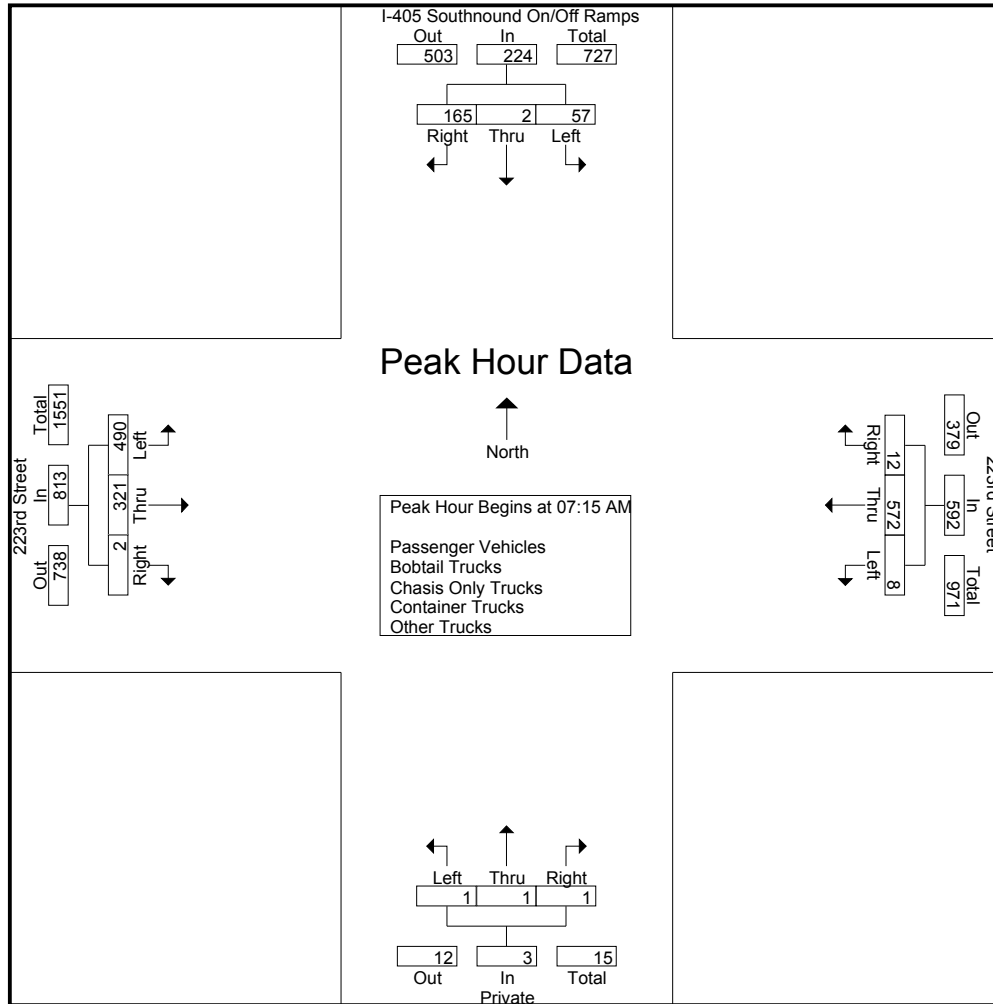 I-405 Southnound On/Off Ramps
Out In Total
503 224 727
165 2 57
Right Thru Left
Peak Hour Data
North
Peak Hour Begins at 07:15 AM
Passenger Vehicles
Bobtail Trucks
Chasis Only Trucks
Container Trucks
Other Trucks
223rd Street
Out In Total
738 813 1551
490 321 2
Left Thru Right
223rd Street
Out In Total
379 592 971
12 572 8
Right Thru Left
Left Thru Right
1 1 1
12 3 15
Out In Total
Private